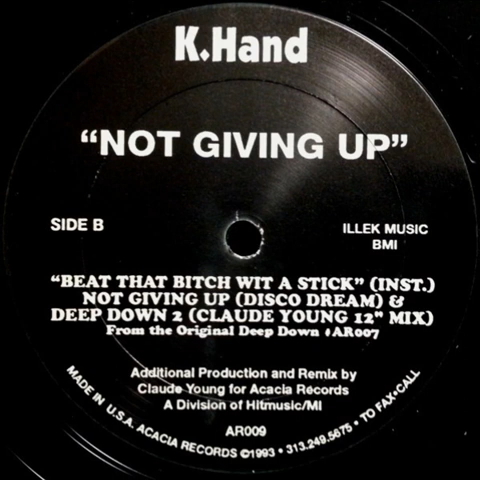 K.Hand
"NOT GIVING UP"
SIDE B
ILLEK MUSIC
BMI
"BEAT THAT BITCH WIT A STICK" (INST.)
NOT GIVING UP (DISCO DREAM) &
DEEP DOWN 2 (CLAUDE YOUNG 12" MIX)
From the Original Deep Down #AR007
Additional Production and Remix by
Claude Young for Acacia Records
A Division of Hitmusic/MI
AR009
MADE IN U.S.A. ACACIA RECORDS ©1993 • 313.249.5675 • TO FAX•CALL